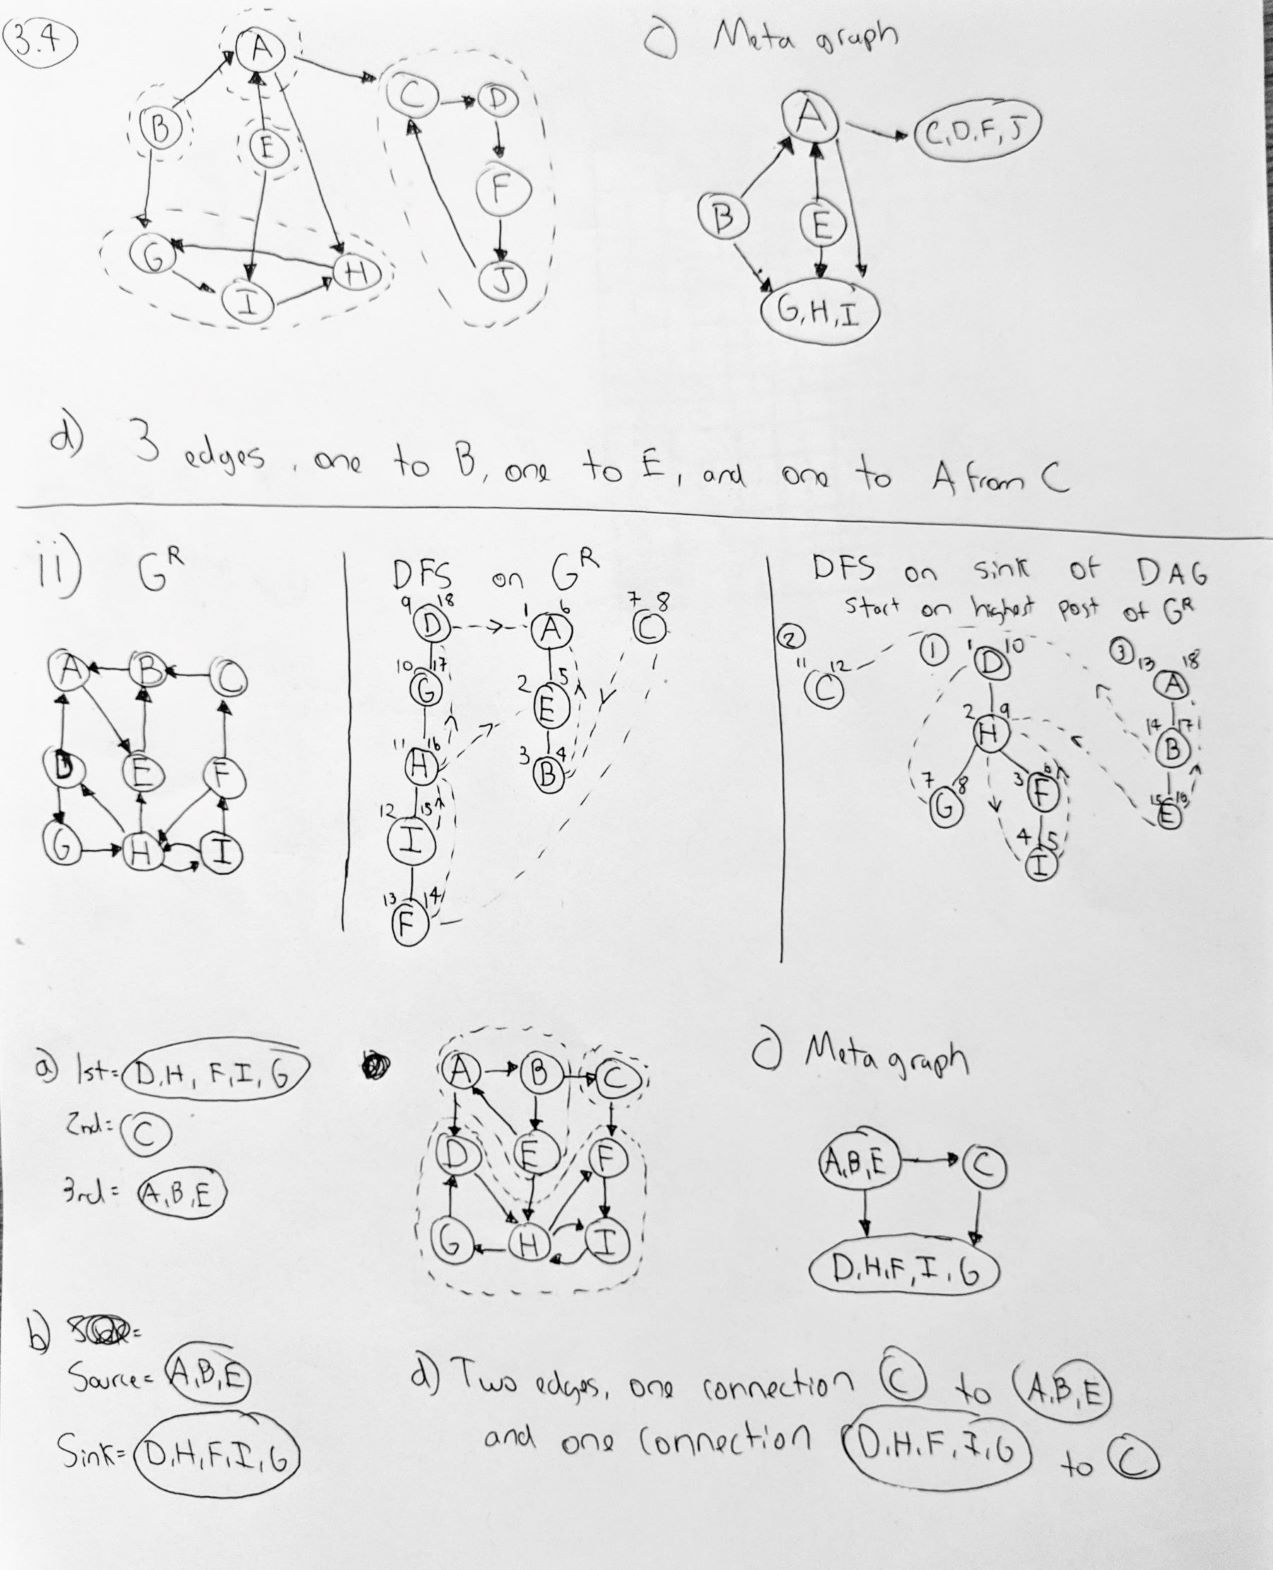 3.4
c) Meta graph
A
B
E
C
D
F
J
G
I
H
A
C,D,F,J
B
E
G,H,I
d) 3 edges, one to B, one to E, and one to A from C
ii) G^R
A B C
D E F
G H I
DFS on G^R
9 18
D
1 6
A
7 8
C
10 17
G
2 5
E
11 16
H
3 4
B
12 15
I
13 14
F
DFS on sink of DAG
start on highest post of G^R
2
11 12
C
1
1 10
D
3
13 18
A
2 9
H
14 17
B
7 8
G
3 6
F
15 16
E
4 5
I
a) 1st= D,H, F,I, G
2nd= C
3rd= A,B,E
A B C
D E F
G H I
c) Meta graph
A,B,E
C
D,H,F,I,G
b)
Source= A,B,E
Sink= D,H,F,I,G
d) Two edges, one connection C to A,B,E
and one connection D,H,F,I,G to C